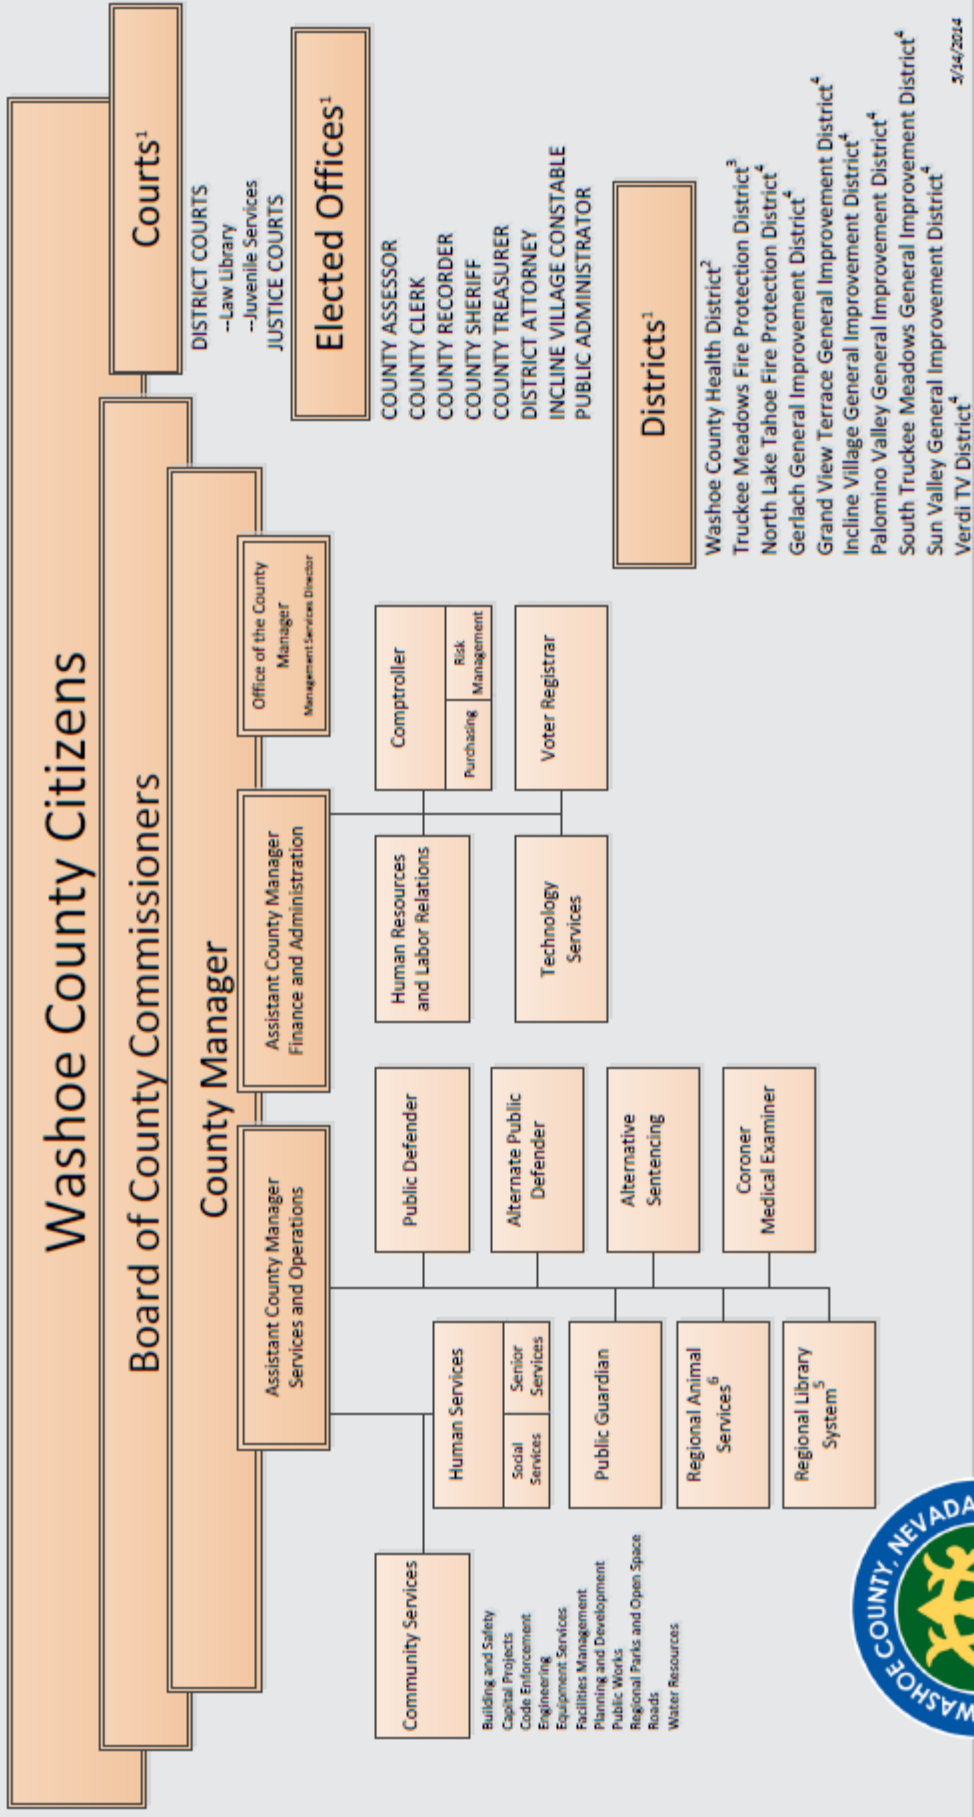 Washoe County Citizens
Board of County Commissioners
County Manager
Courts¹
DISTRICT COURTS
--Law Library
--Juvenile Services
JUSTICE COURTS
Elected Offices¹
COUNTY ASSESSOR
COUNTY CLERK
COUNTY RECORDER
COUNTY SHERIFF
COUNTY TREASURER
DISTRICT ATTORNEY
INCLINE VILLAGE CONSTABLE
PUBLIC ADMINISTRATOR
Assistant County Manager
Services and Operations
Assistant County Manager
Finance and Administration
Office of the County
Manager
Management Services Director
Community Services
Building and Safety
Capital Projects
Code Enforcement
Engineering
Equipment Services
Facilities Management
Planning and Development
Public Works
Regional Parks and Open Space
Roads
Water Resources
Human Services
Social
Services
Senior
Services
Public Guardian
Regional Animal
Services⁶
Regional Library
System⁵
Public Defender
Alternate Public
Defender
Alternative
Sentencing
Coroner
Medical Examiner
Human Resources
and Labor Relations
Technology
Services
Comptroller
Purchasing
Risk
Management
Voter Registrar
Districts¹
Washoe County Health District²
Truckee Meadows Fire Protection District³
North Lake Tahoe Fire Protection District⁴
Gerlach General Improvement District⁴
Grand View Terrace General Improvement District⁴
Incline Village General Improvement District⁴
Palomino Valley General Improvement District⁴
South Truckee Meadows General Improvement District⁴
Sun Valley General Improvement District⁴
Verdi TV District⁴
3/14/2014
WASHOE COUNTY, NEVADA